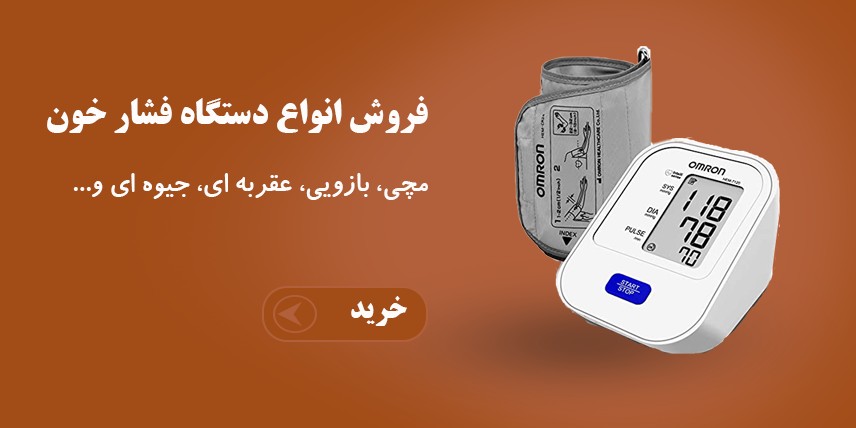 فروش انواع دستگاه فشار خون
مچی، بازویی، عقربه ای، جیوه ای و...
خرید
OMRON
INDEX
OMRON
SYS
DIA
PULSE
118
78
70
START
STOP